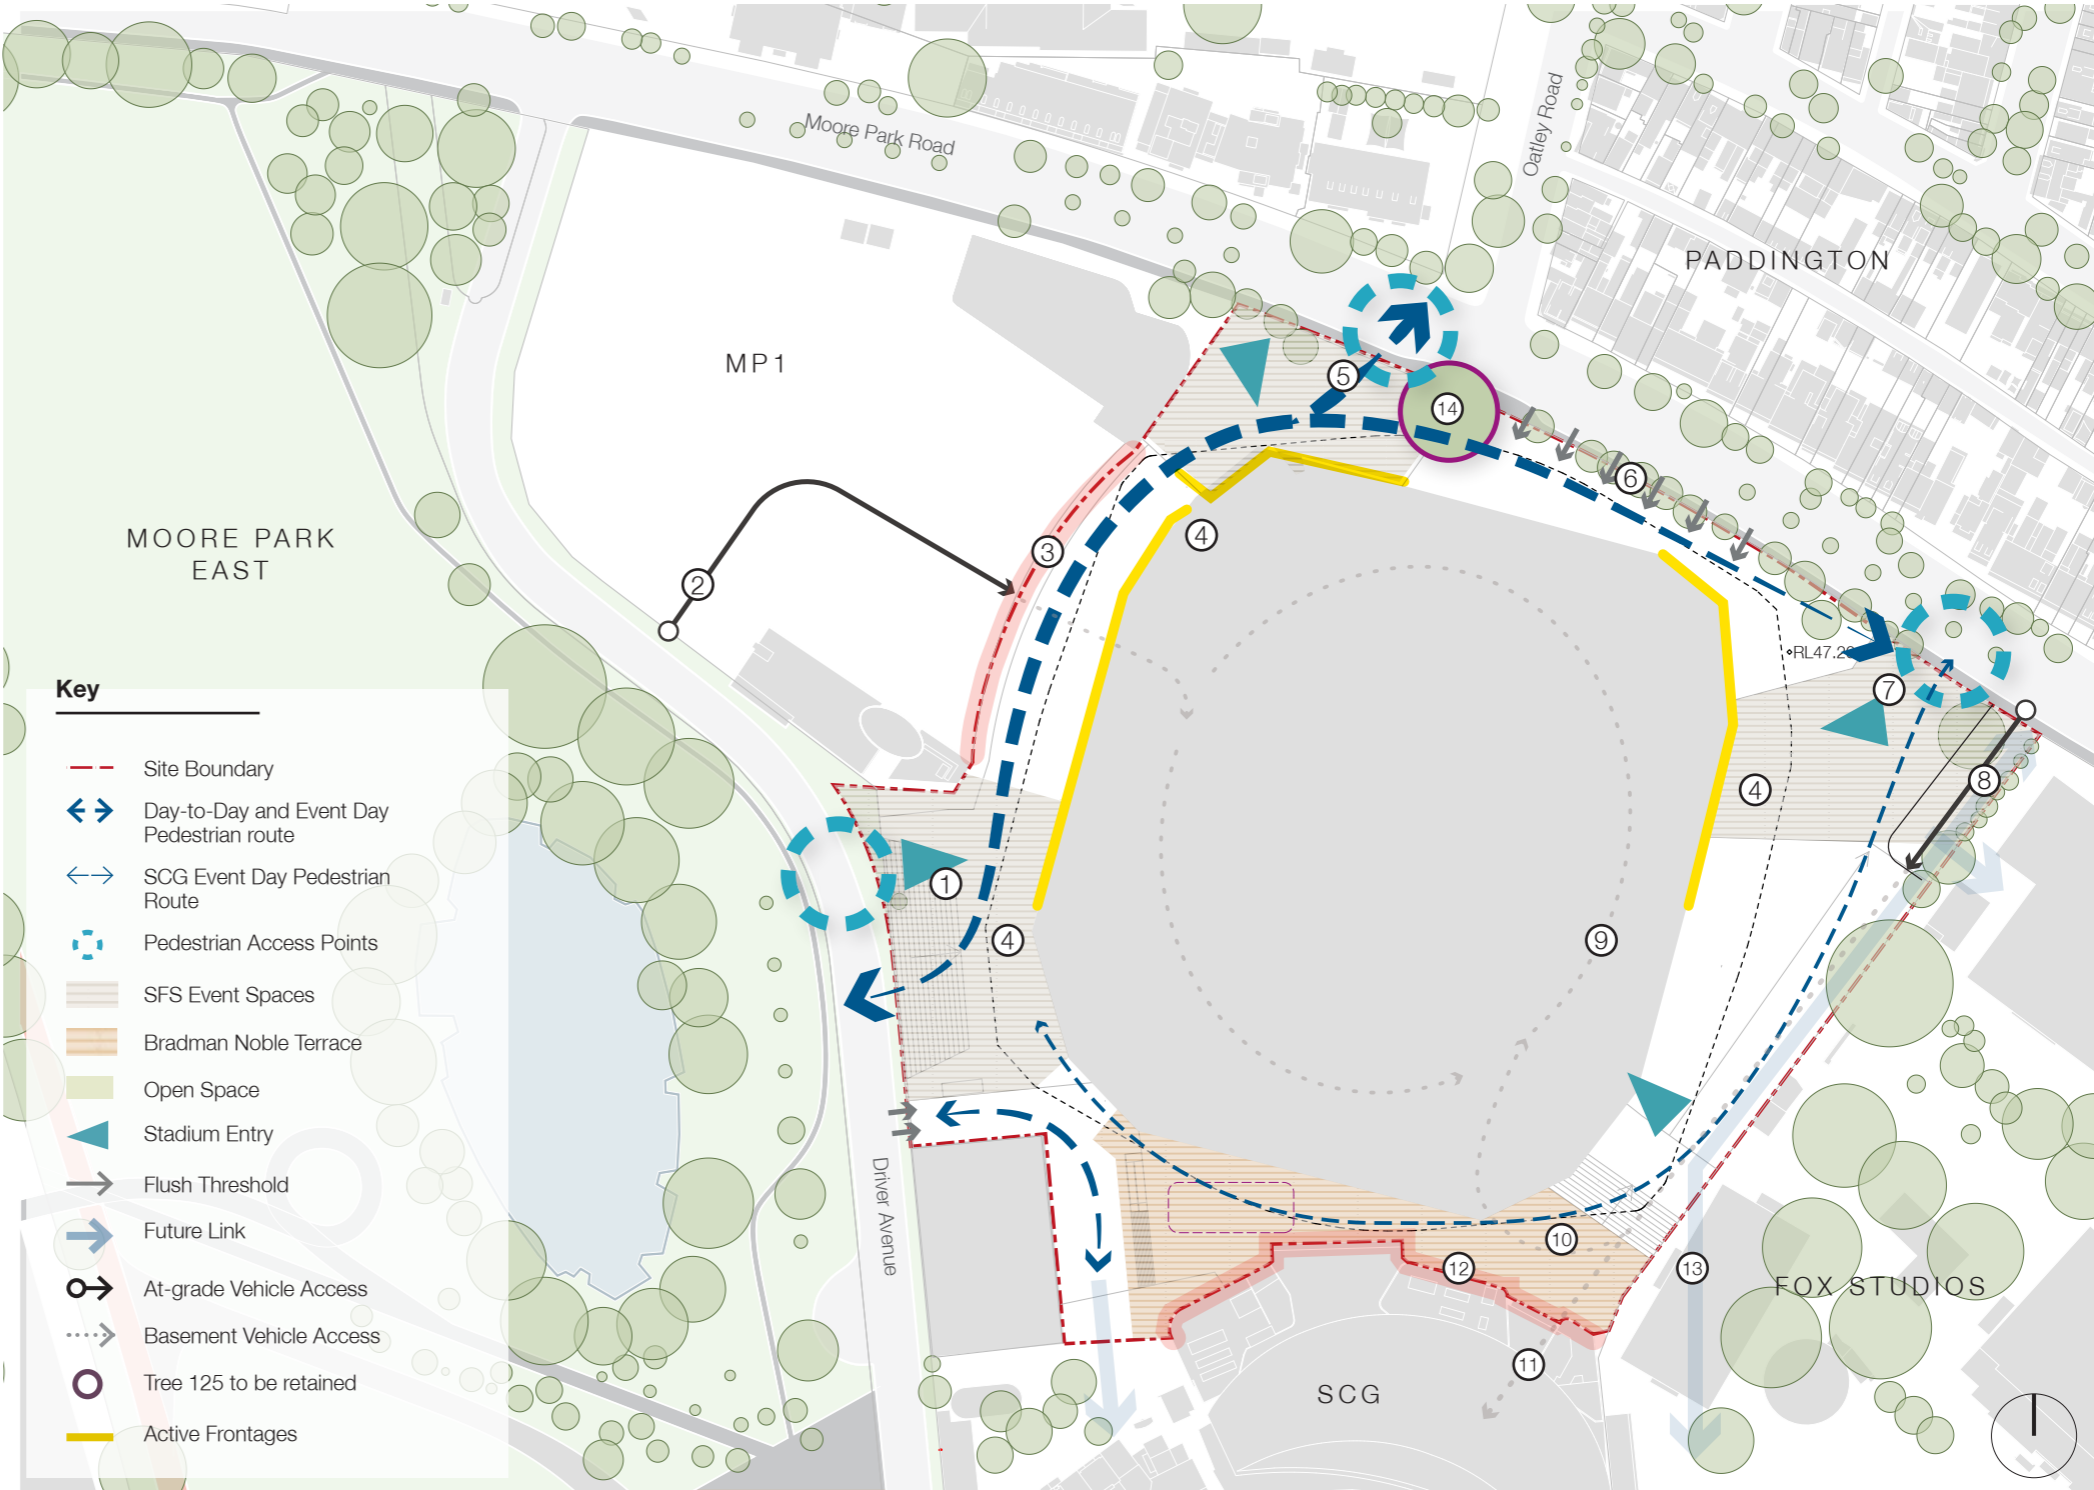 Moore Park Road
Oatley Road
PADDINGTON
MP1
5
14
6
4
3
2
MOORE PARK
EAST
RL47.2
7
8
4
1
4
9
Key
Site Boundary
Day-to-Day and Event Day
Pedestrian route
SCG Event Day Pedestrian
Route
Pedestrian Access Points
SFS Event Spaces
Bradman Noble Terrace
Open Space
Stadium Entry
Flush Threshold
Future Link
At-grade Vehicle Access
Basement Vehicle Access
Tree 125 to be retained
Active Frontages
Driver Avenue
10
12
13
FOX STUDIOS
11
SCG